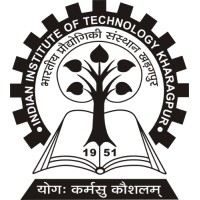 INDIAN INSTITUTE OF TECHNOLOGY KHARAGPUR
भारतीय प्रौद्योगिकी संस्थान खड़गपुर
19 51
योगः कर्मसु कौशलम्